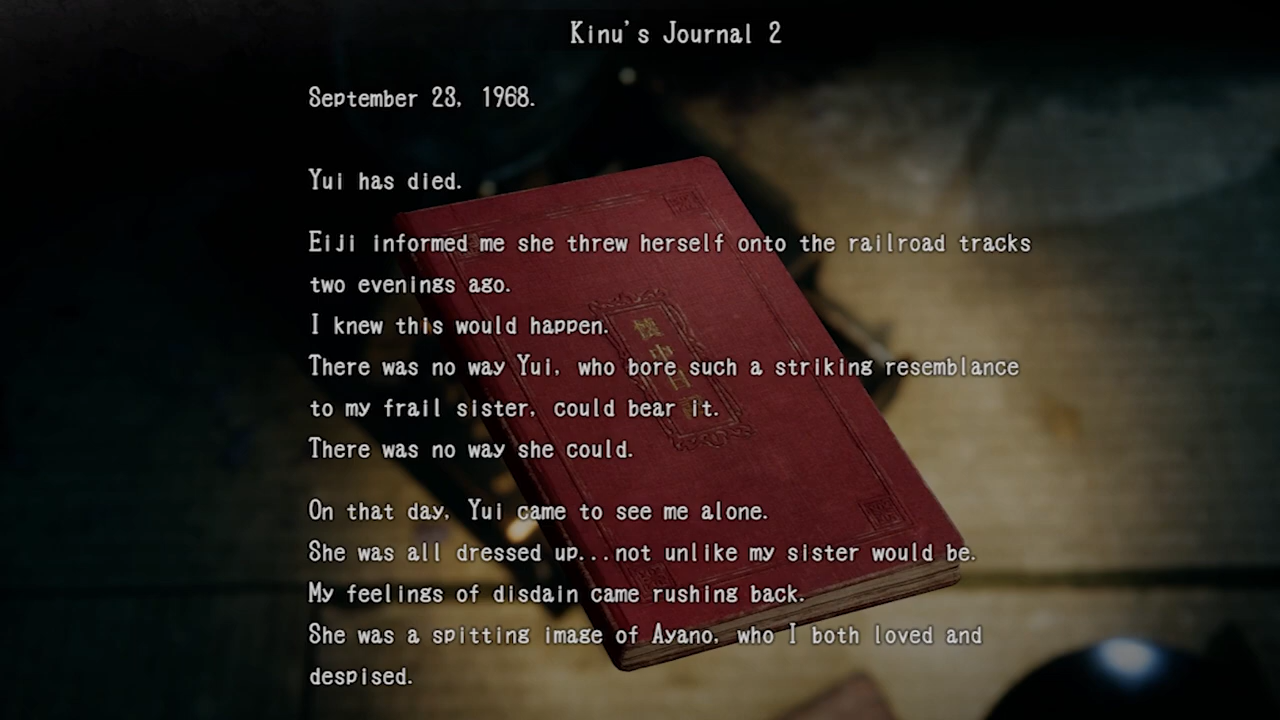 Kinu's Journal 2
September 23, 1968.
Yui has died.
Eiji informed me she threw herself onto the railroad tracks
two evenings ago.
I knew this would happen.
There was no way Yui, who bore such a striking resemblance
to my frail sister, could bear it.
There was no way she could.
On that day, Yui came to see me alone.
She was all dressed up...not unlike my sister would be.
My feelings of disdain came rushing back.
She was a spitting image of Ayano, who I both loved and
despised.